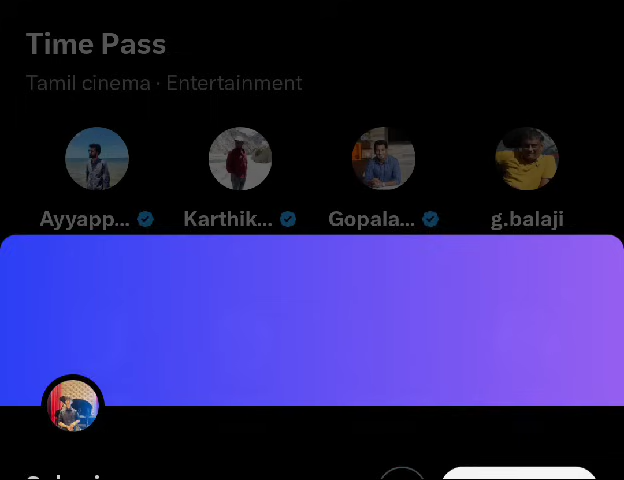 Time Pass
Tamil cinema · Entertainment
Ayyapp... Karthik... Gopala... g.balaji